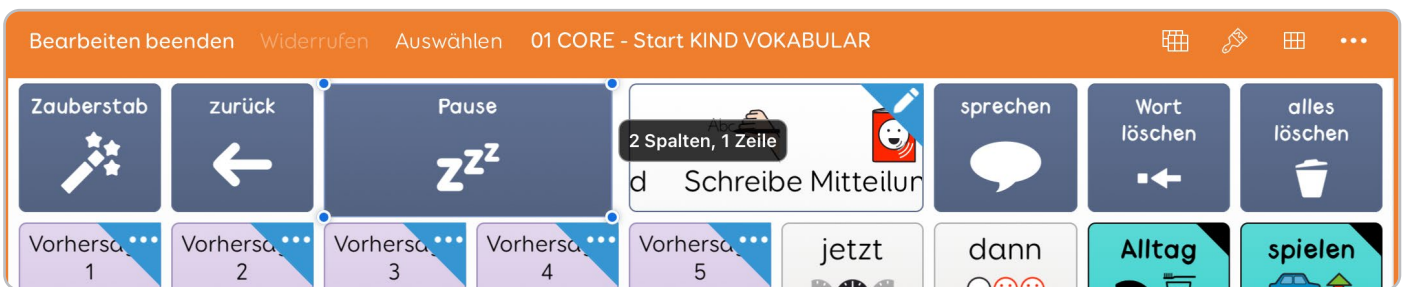 Bearbeiten beenden Widerrufen Auswählen 01 CORE - Start KIND VOKABULAR
Zauberstab
zurück
Pause
zzz
Abc
2 Spalten, 1 Zeile
d Schreibe Mitteilun
sprechen
Wort
löschen
alles
löschen
Vorhersa
1
Vorhersa
2
Vorhersa
3
Vorhersa
4
Vorhersa
5
jetzt
dann
Alltag
spielen